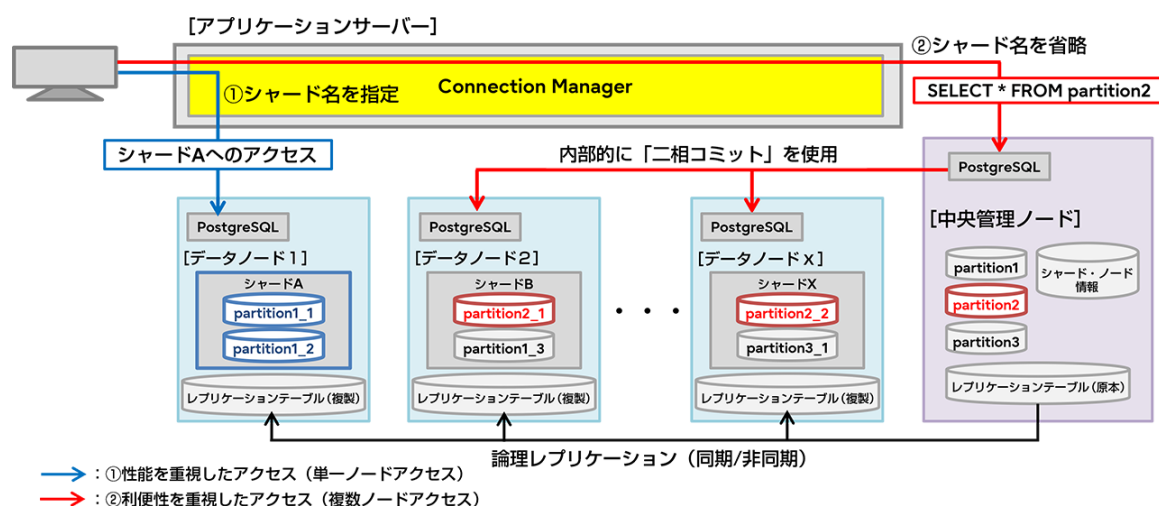 [アプリケーションサーバー]
②シャード名を省略
①シャード名を指定
Connection Manager
SELECT * FROM partition2
シャードAへのアクセス
内部的に「二相コミット」を使用
PostgreSQL
[中央管理ノード]
PostgreSQL
PostgreSQL
PostgreSQL
[データノード1]
[データノード2]
[データノードx]
シャードA
partition1_1
partition1_2
シャードB
partition2_1
partition1_3
シャードX
partition2_2
partition3_1
・・・
partition1
partition2
partition3
シャード・ノード
情報
レプリケーションテーブル(複製)
レプリケーションテーブル(複製)
レプリケーションテーブル(複製)
レプリケーションテーブル(原本)
論理レプリケーション（同期/非同期）
：①性能を重視したアクセス（単一ノードアクセス）
：②利便性を重視したアクセス（複数ノードアクセス）